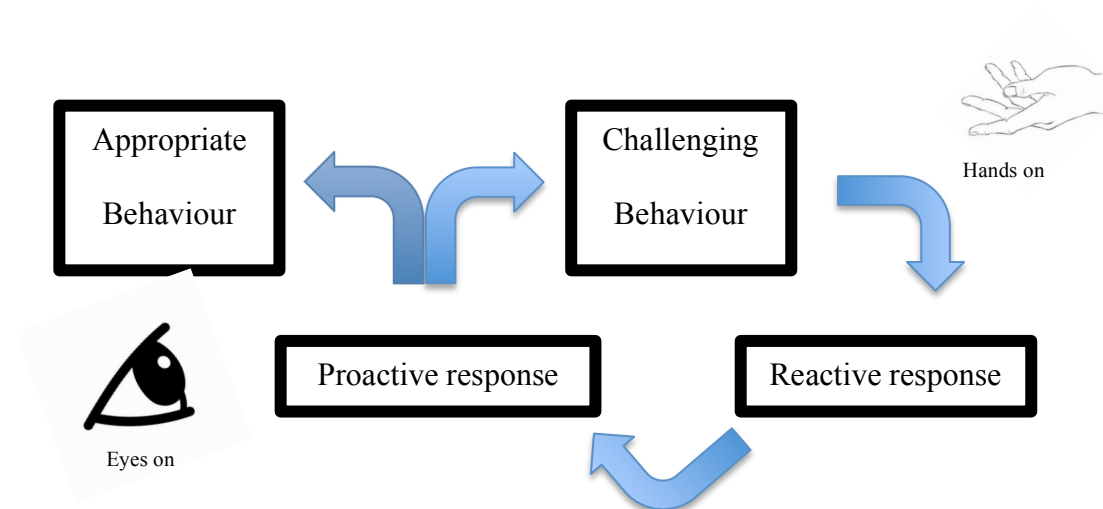 Appropriate
Behaviour
Challenging
Behaviour
Hands on
Proactive response
Reactive response
Eyes on